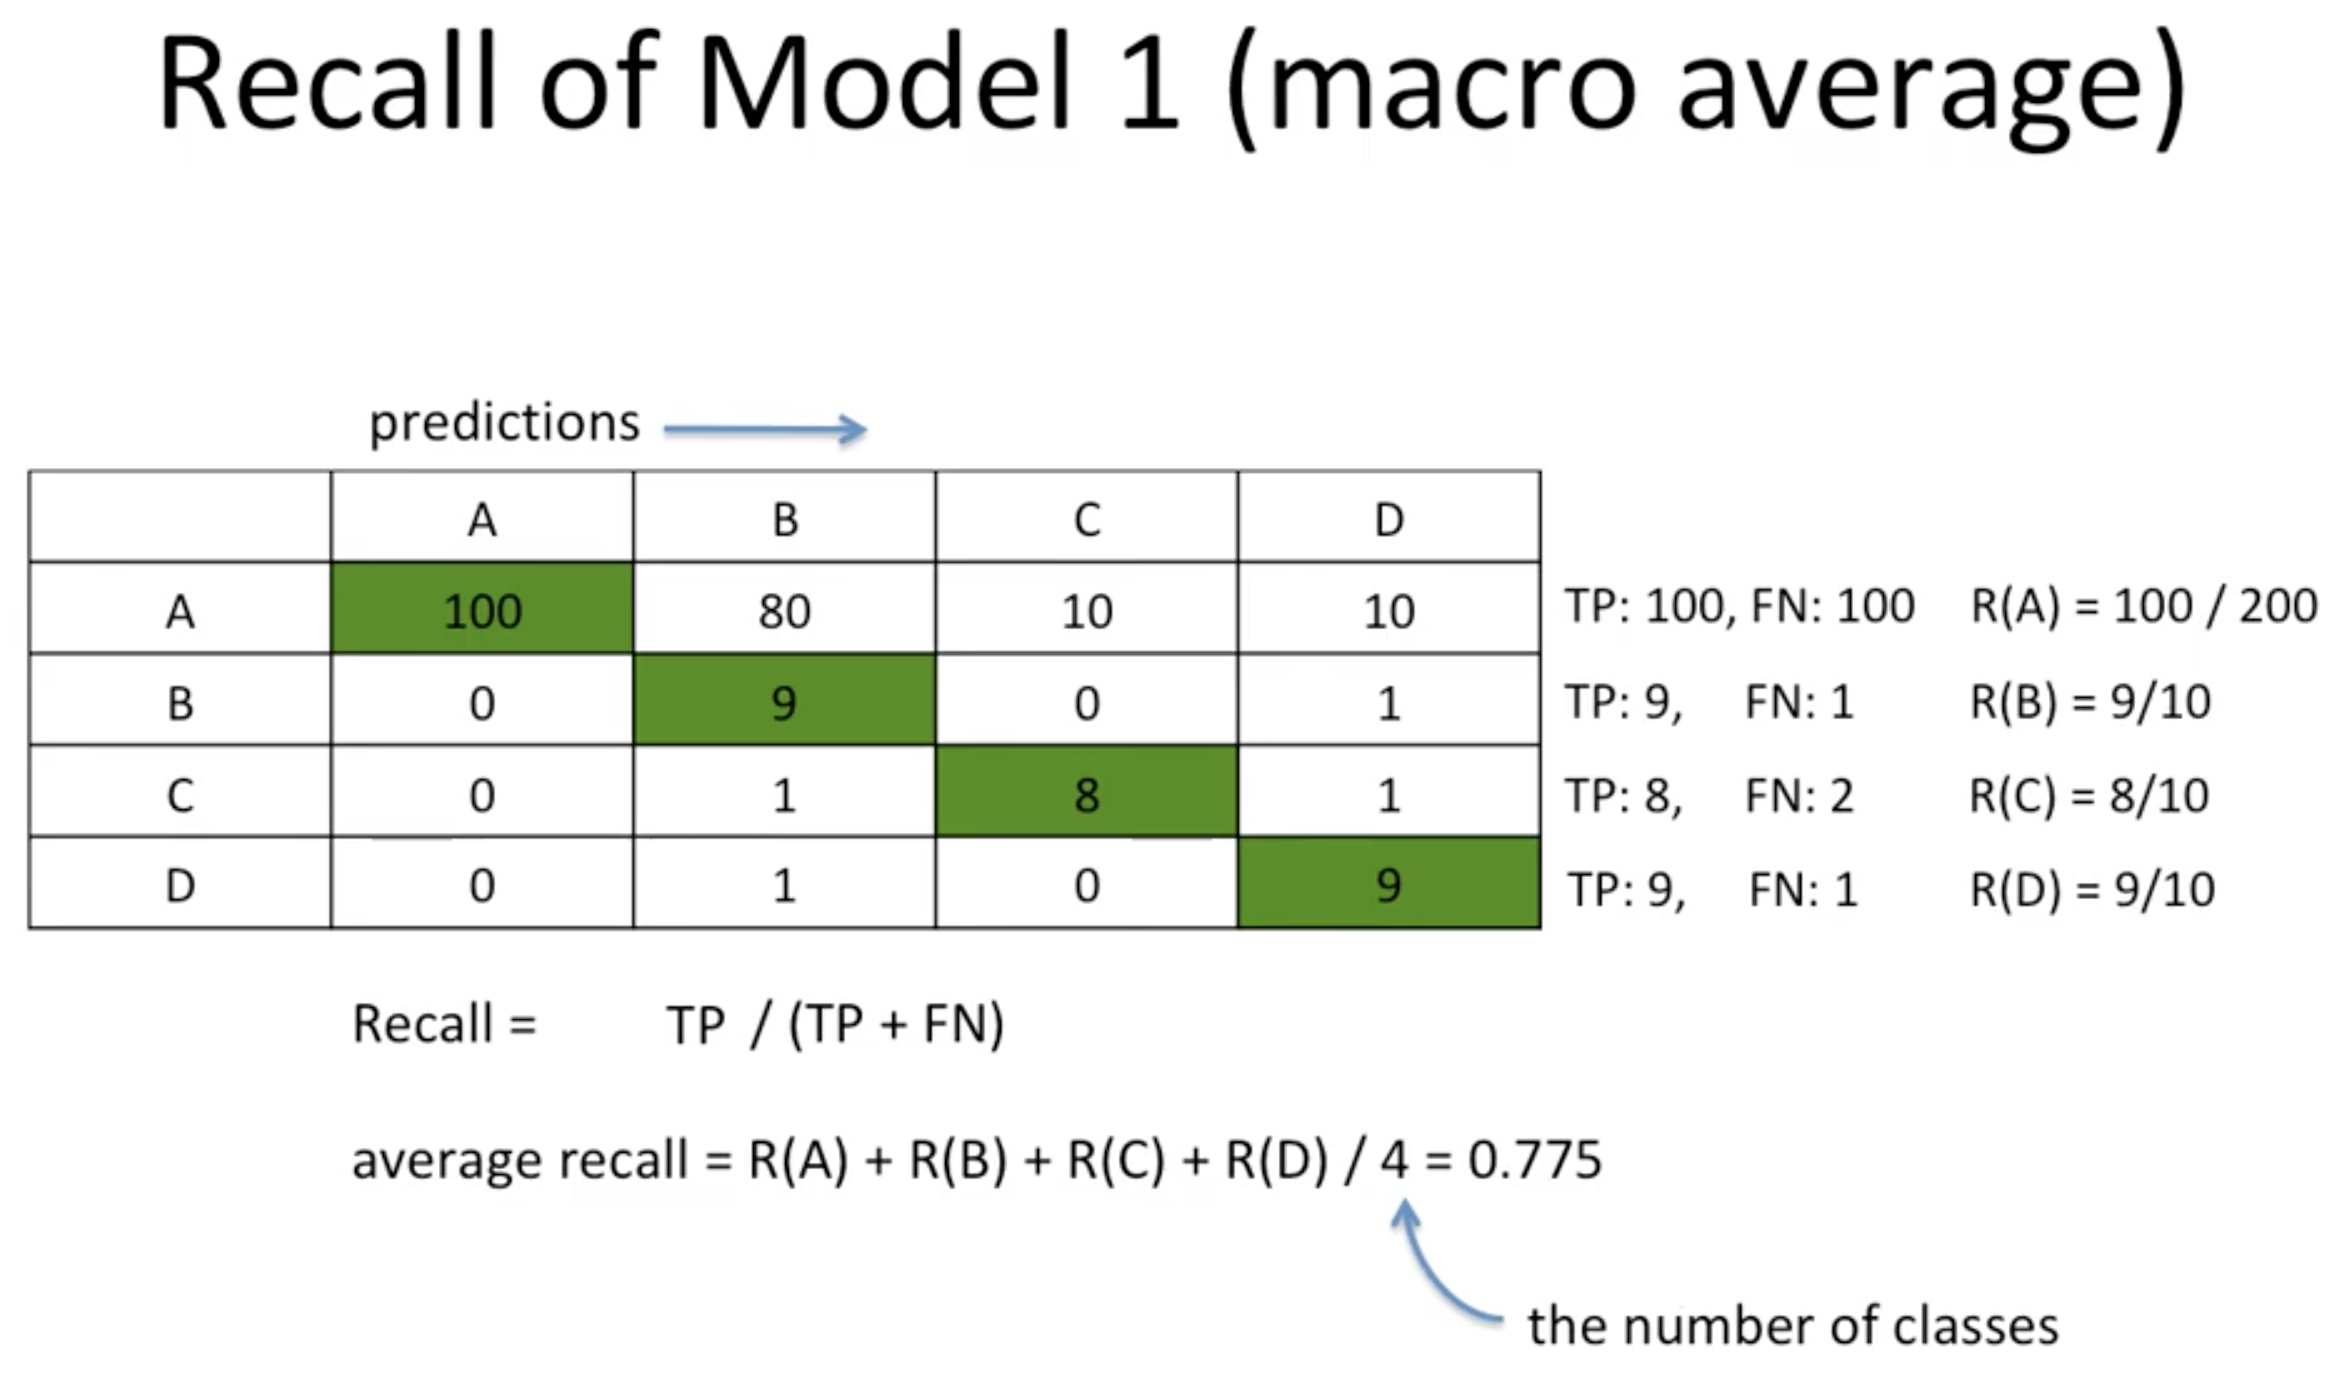 Recall of Model 1 (macro average)
predictions
A B C D
A 100 80 10 10 TP: 100, FN: 100 R(A) = 100 / 200
B 0 9 0 1 TP: 9, FN: 1 R(B) = 9/10
C 0 1 8 1 TP: 8, FN: 2 R(C) = 8/10
D 0 1 0 9 TP: 9, FN: 1 R(D) = 9/10
Recall = TP / (TP + FN)
average recall = R(A) + R(B) + R(C) + R(D) / 4 = 0.775
the number of classes